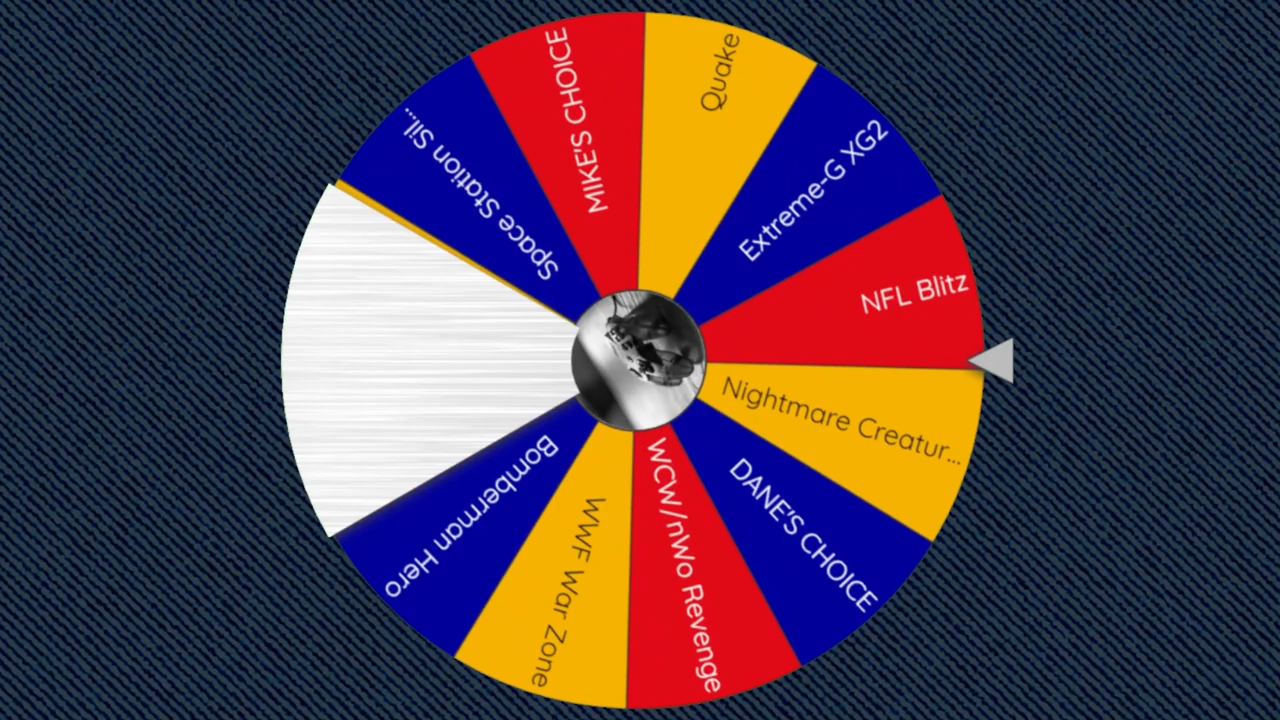 MIKE'S CHOICE
Quake
Extreme-G XG2
NFL Blitz
Nightmare Creatur...
DANE'S CHOICE
WCW/nWo Revenge
WWF War Zone
Bomberman Hero
Space Station Sil...